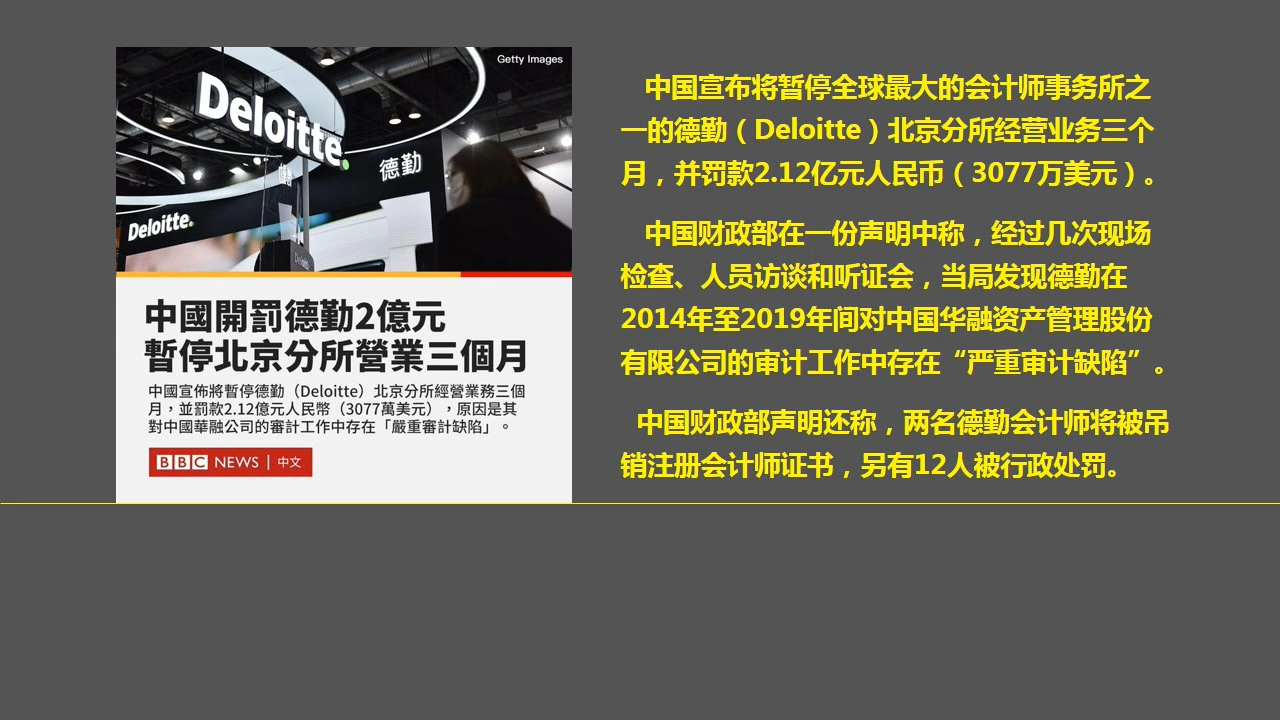 Getty Images
Deloitte.
德勤
Deloitte.
中國開罰德勤2億元
暫停北京分所營業三個月
中國宣佈將暫停德勤（Deloitte）北京分所經營業務三個
月，並罰款2.12億元人民幣（3077萬美元），原因是其
對中國華融公司的審計工作中存在「嚴重審計缺陷」。
BBC NEWS | 中文
中国宣布将暂停全球最大的会计师事务所之
一的德勤（Deloitte）北京分所经营业务三个
月，并罚款2.12亿元人民币（3077万美元）。
中国财政部在一份声明中称，经过几次现场
检查、人员访谈和听证会，当局发现德勤在
2014年至2019年间对中国华融资产管理股份
有限公司的审计工作中存在“严重审计缺陷”。
中国财政部声明还称，两名德勤会计师将被吊
销注册会计师证书，另有12人被行政处罚。